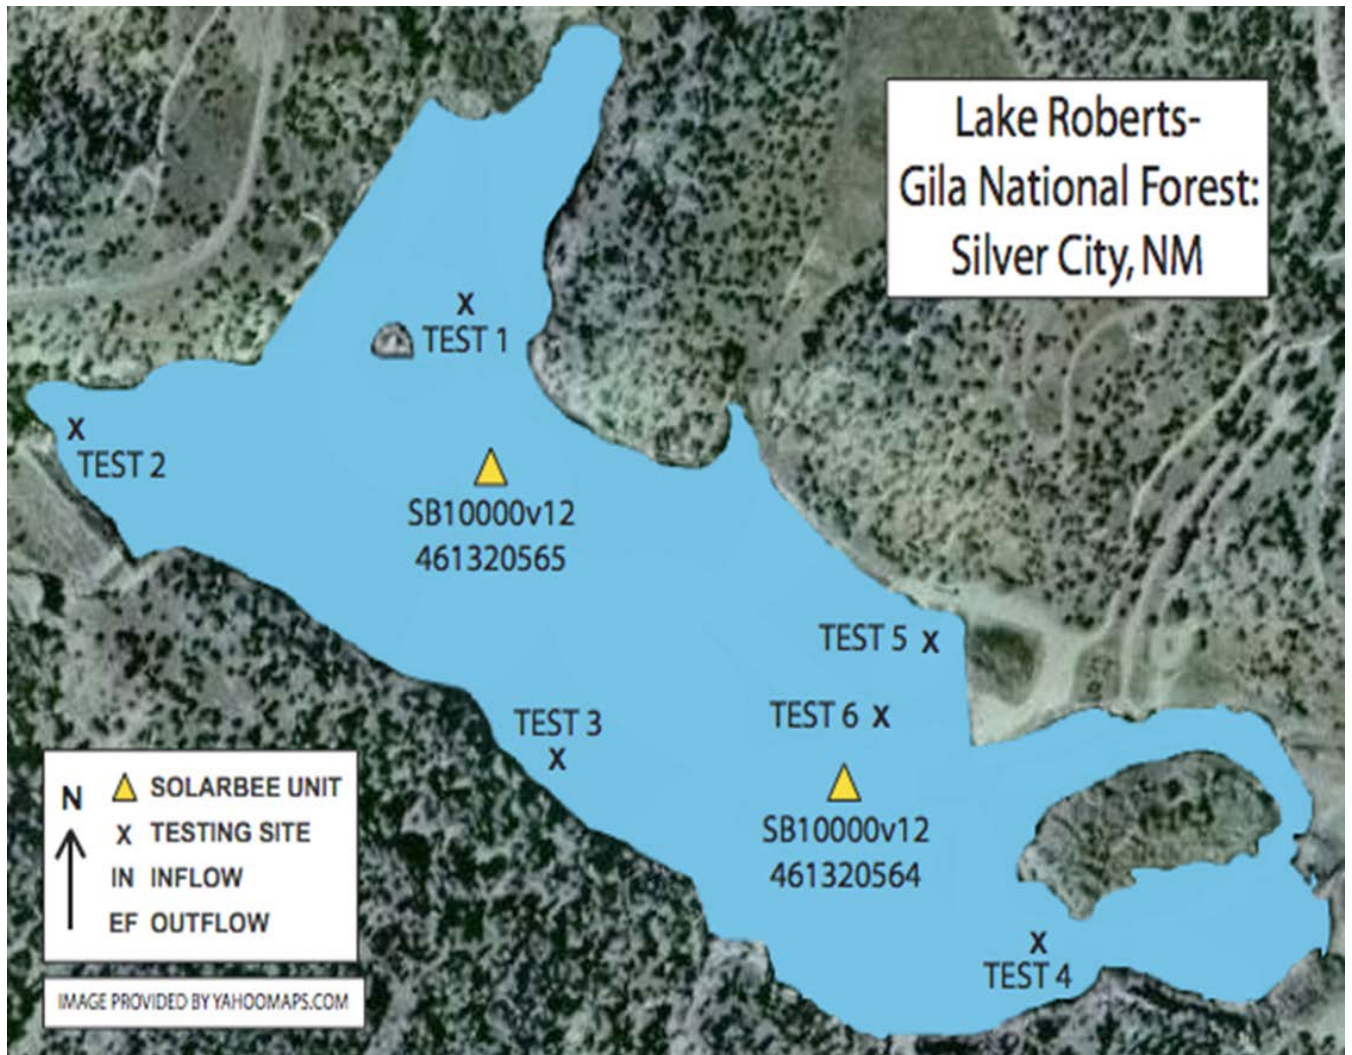 Lake Roberts-
Gila National Forest:
Silver City, NM
X
TEST 1
X
TEST 2
SB10000v12
461320565
TEST 5 X
TEST 6 X
TEST 3
X
SB10000v12
461320564
X
TEST 4
N
SOLARBEE UNIT
X TESTING SITE
IN INFLOW
EF OUTFLOW
IMAGE PROVIDED BY YAHOOMAPS.COM